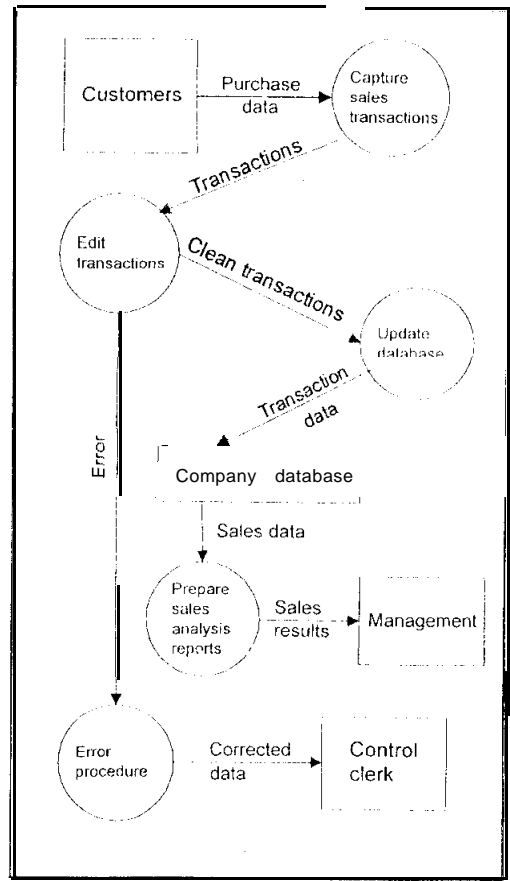 Customers
Purchase
data
Capture
sales
transactions
Transactions
Edit
transactions
Clean transactions
Update
database
Transaction
data
Error
Company database
Sales data
Prepare
sales
analysis
reports
Sales
results
Management
Error
procedure
Corrected
data
Control
clerk